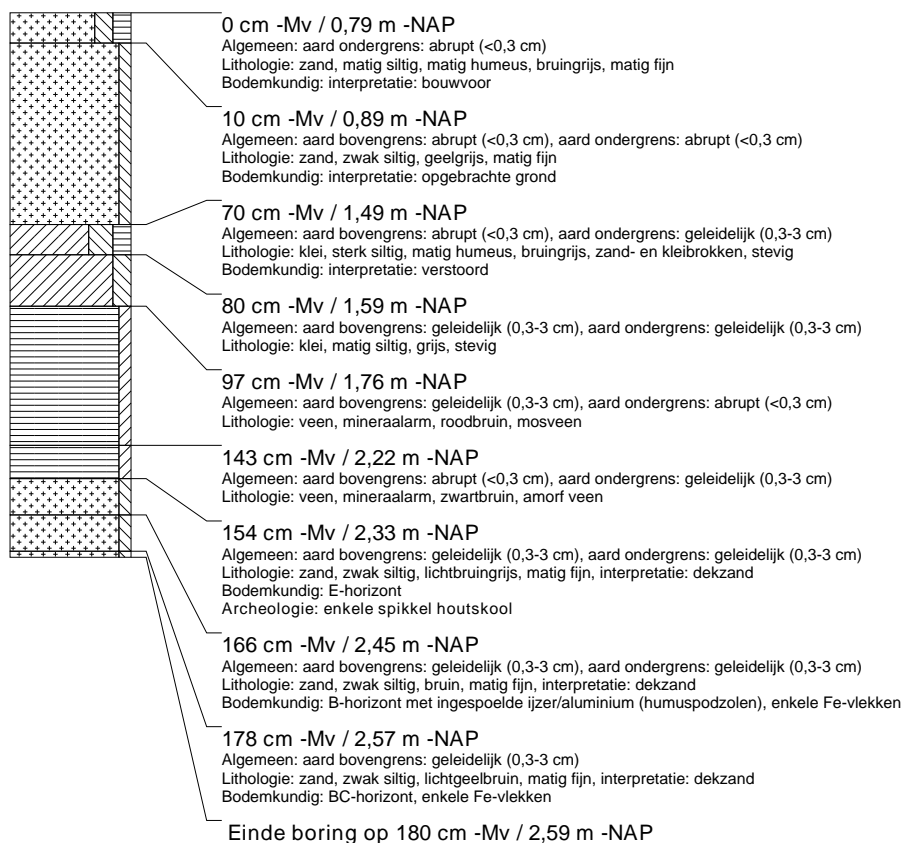 0 cm -Mv / 0,79 m -NAP
Algemeen: aard ondergrens: abrupt (<0,3 cm)
Lithologie: zand, matig siltig, matig humeus, bruingrijs, matig fijn
Bodemkundig: interpretatie: bouwvoor
10 cm -Mv / 0,89 m -NAP
Algemeen: aard bovengrens: abrupt (<0,3 cm), aard ondergrens: abrupt (<0,3 cm)
Lithologie: zand, zwak siltig, geelgrijs, matig fijn
Bodemkundig: interpretatie: opgebrachte grond
70 cm -Mv / 1,49 m -NAP
Algemeen: aard bovengrens: abrupt (<0,3 cm), aard ondergrens: geleidelijk (0,3-3 cm)
Lithologie: klei, sterk siltig, matig humeus, bruingrijs, zand- en kleibrokken, stevig
Bodemkundig: interpretatie: verstoord
80 cm -Mv / 1,59 m -NAP
Algemeen: aard bovengrens: geleidelijk (0,3-3 cm), aard ondergrens: geleidelijk (0,3-3 cm)
Lithologie: klei, matig siltig, grijs, stevig
97 cm -Mv / 1,76 m -NAP
Algemeen: aard bovengrens: geleidelijk (0,3-3 cm), aard ondergrens: abrupt (<0,3 cm)
Lithologie: veen, mineraalarm, roodbruin, mosveen
143 cm -Mv / 2,22 m -NAP
Algemeen: aard bovengrens: abrupt (<0,3 cm), aard ondergrens: geleidelijk (0,3-3 cm)
Lithologie: veen, mineraalarm, zwartbruin, amorf veen
154 cm -Mv / 2,33 m -NAP
Algemeen: aard bovengrens: geleidelijk (0,3-3 cm), aard ondergrens: geleidelijk (0,3-3 cm)
Lithologie: zand, zwak siltig, lichtbruingrijs, matig fijn, interpretatie: dekzand
Bodemkundig: E-horizont
Archeologie: enkele spikkel houtskool
166 cm -Mv / 2,45 m -NAP
Algemeen: aard bovengrens: geleidelijk (0,3-3 cm), aard ondergrens: geleidelijk (0,3-3 cm)
Lithologie: zand, zwak siltig, bruin, matig fijn, interpretatie: dekzand
Bodemkundig: B-horizont met ingespoelde ijzer/aluminium (humuspodzolen), enkele Fe-vlekken
178 cm -Mv / 2,57 m -NAP
Algemeen: aard bovengrens: geleidelijk (0,3-3 cm)
Lithologie: zand, zwak siltig, lichtgeelbruin, matig fijn, interpretatie: dekzand
Bodemkundig: BC-horizont, enkele Fe-vlekken
Einde boring op 180 cm -Mv / 2,59 m -NAP